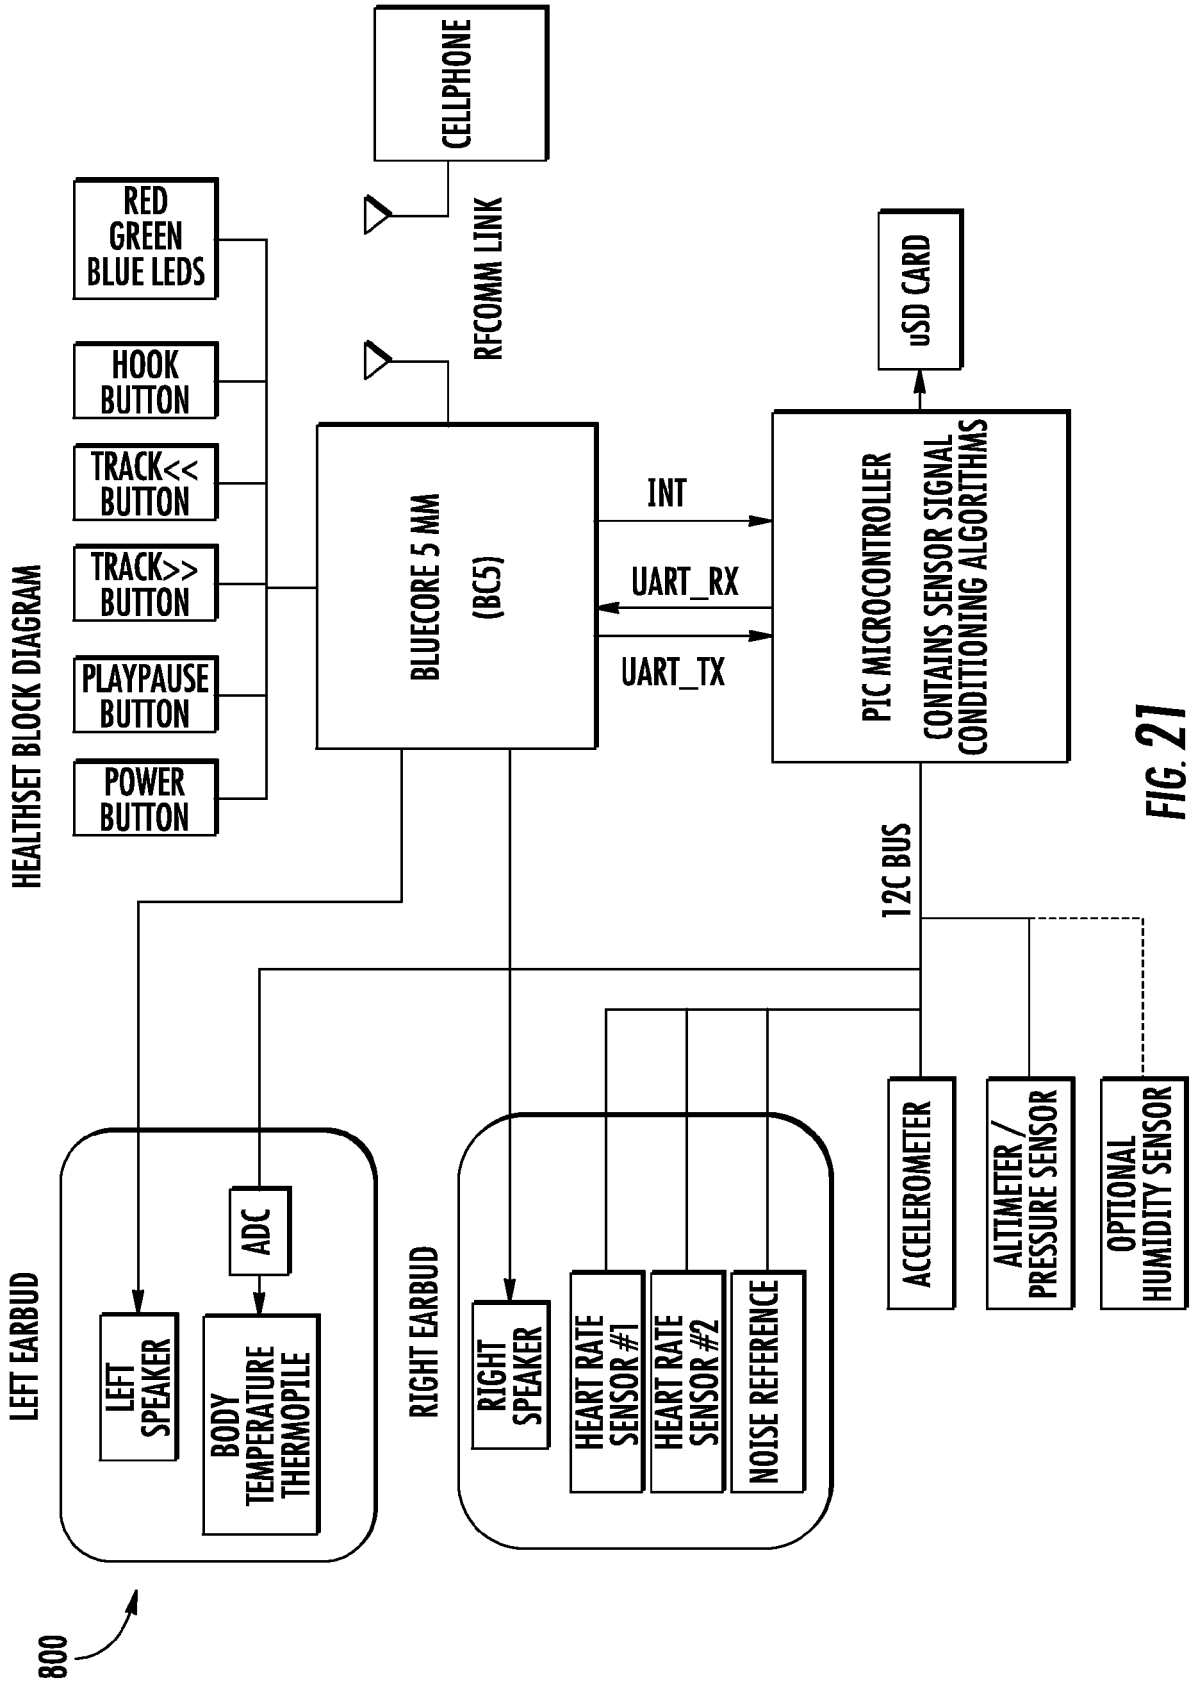 HEALTHSET BLOCK DIAGRAM
800
LEFT EARBUD
LEFT
SPEAKER
BODY
TEMPERATURE
THERMOPILE
ADC
POWER
BUTTON
PLAYPAUSE
BUTTON
TRACK>>
BUTTON
TRACK<<
BUTTON
HOOK
BUTTON
RED
GREEN
BLUE LEDS
RIGHT EARBUD
RIGHT
SPEAKER
HEART RATE
SENSOR #1
HEART RATE
SENSOR #2
NOISE REFERENCE
BLUECORE 5 MM
(BC5)
RFCOMM LINK
CELLPHONE
UART_TX
UART_RX
INT
12C BUS
PIC MICROCONTROLLER
CONTAINS SENSOR SIGNAL
CONDITIONING ALGORITHMS
uSD CARD
ACCELEROMETER
ALTIMETER/
PRESSURE SENSOR
OPTIONAL
HUMIDITY SENSOR
FIG. 21